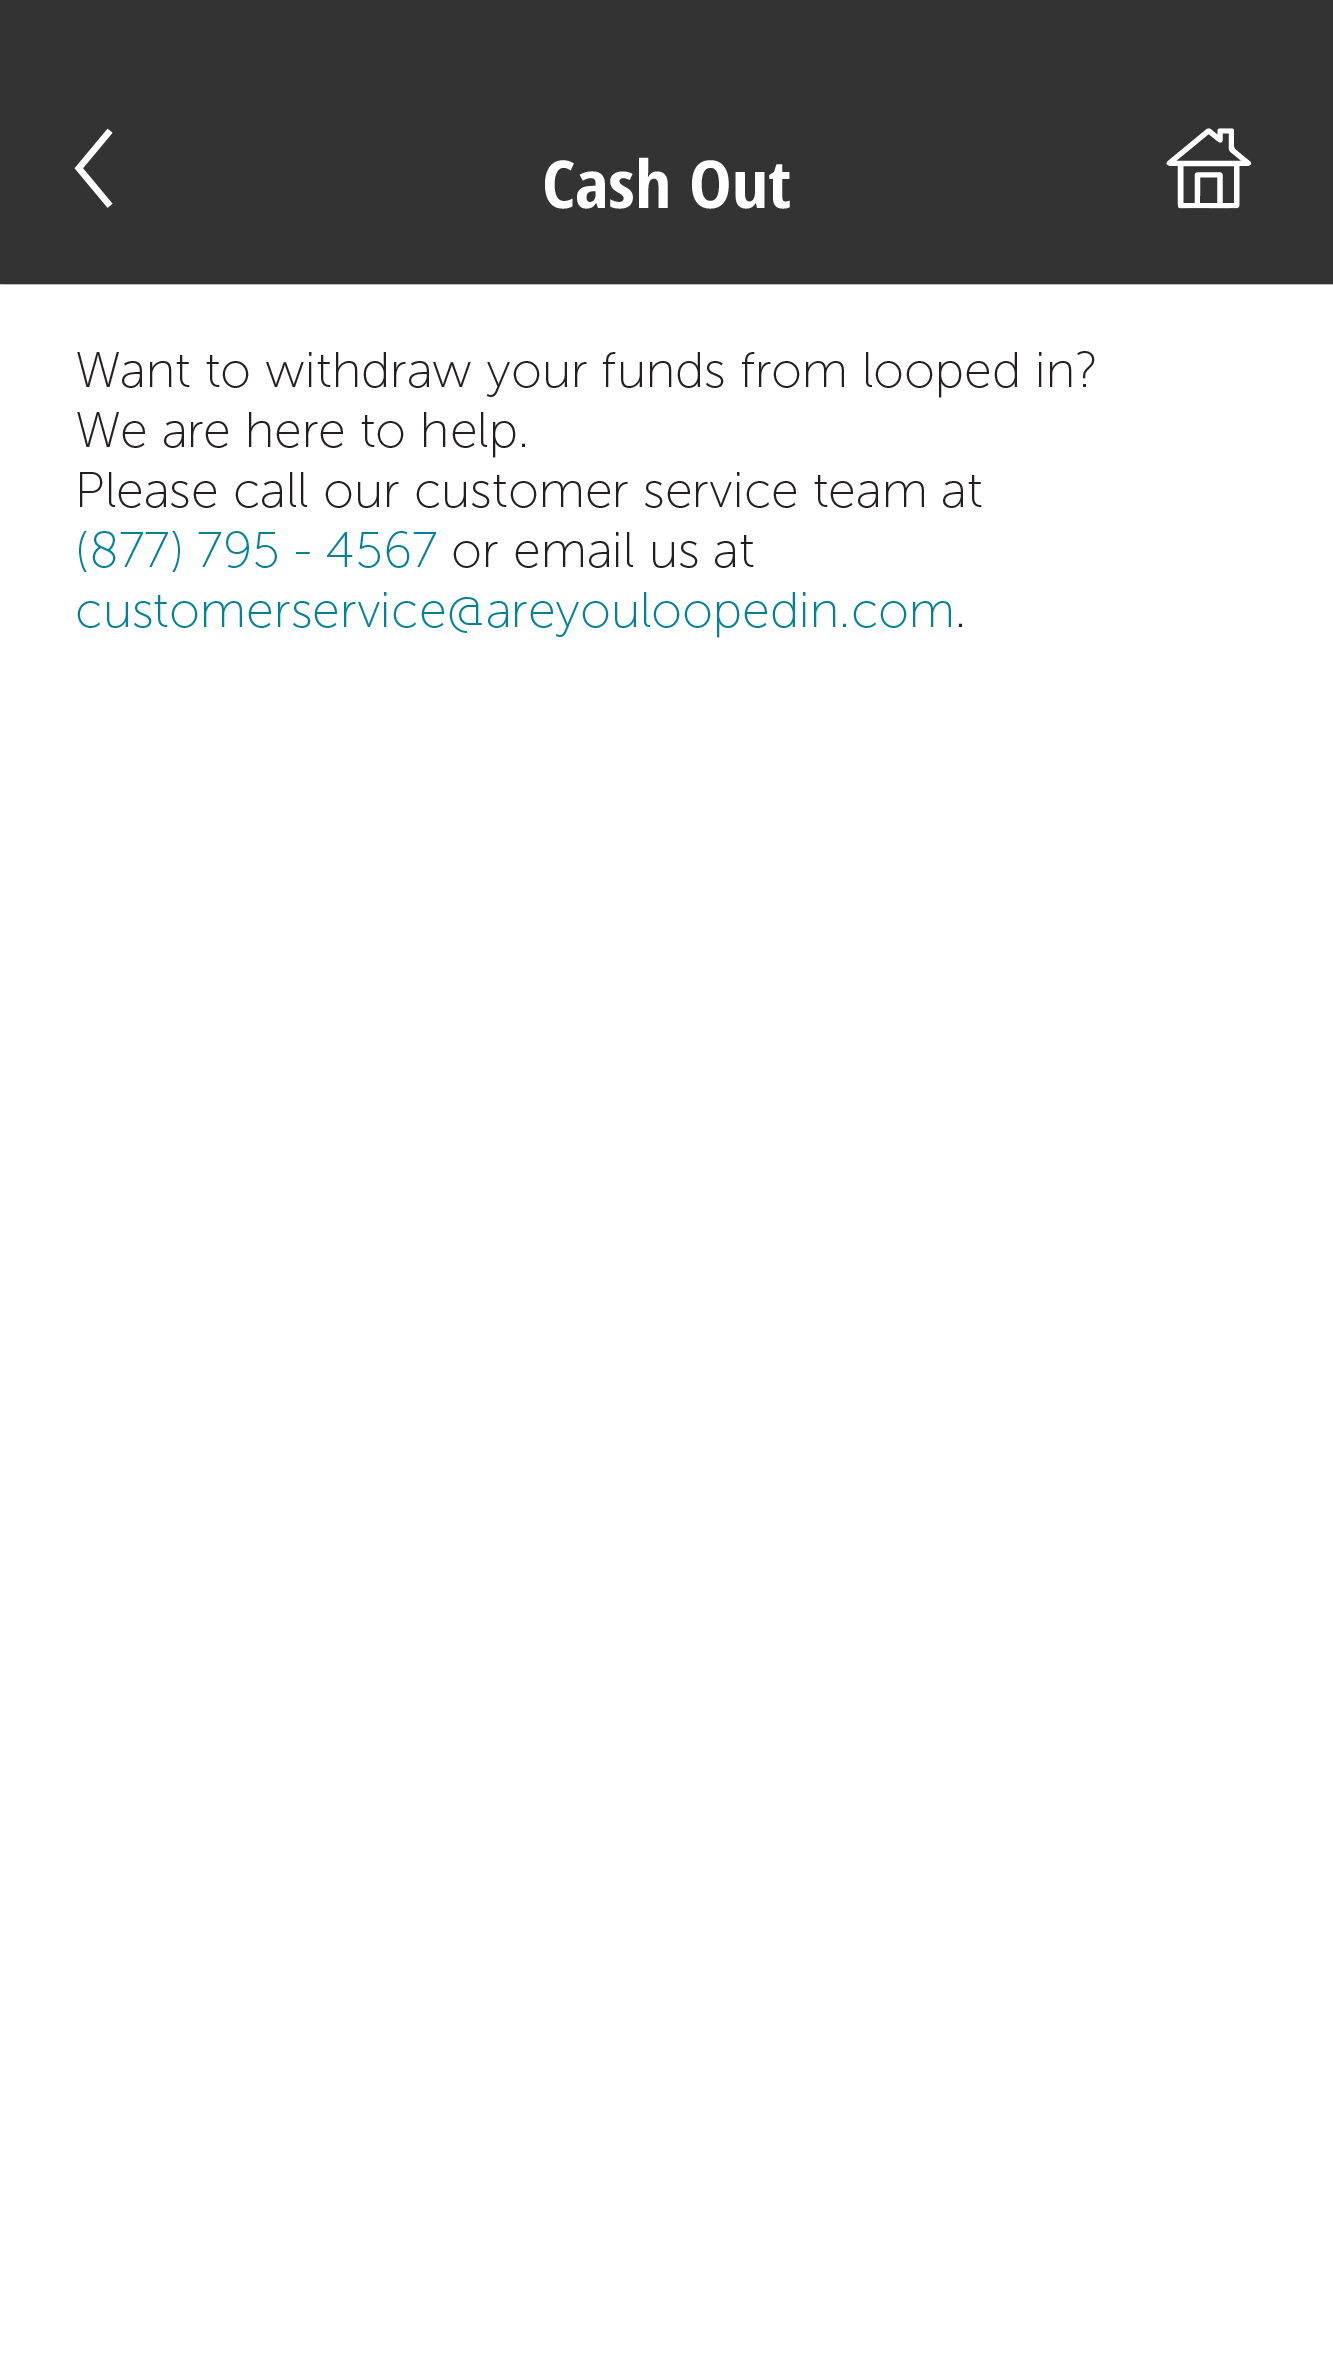 Cash Out
Want to withdraw your funds from looped in?
We are here to help.
Please call our customer service team at
(877) 795 - 4567 or email us at
customerservice@areyouloopedin.com.